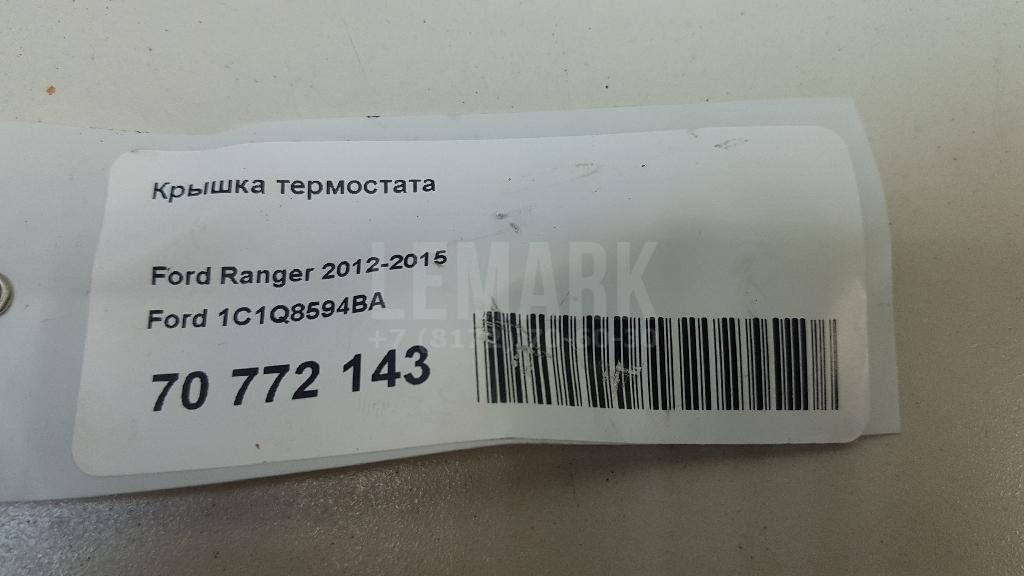 Крышка термостата
Ford Ranger 2012-2015
Ford 1C1Q8594BA
70 772 143
LEMARK